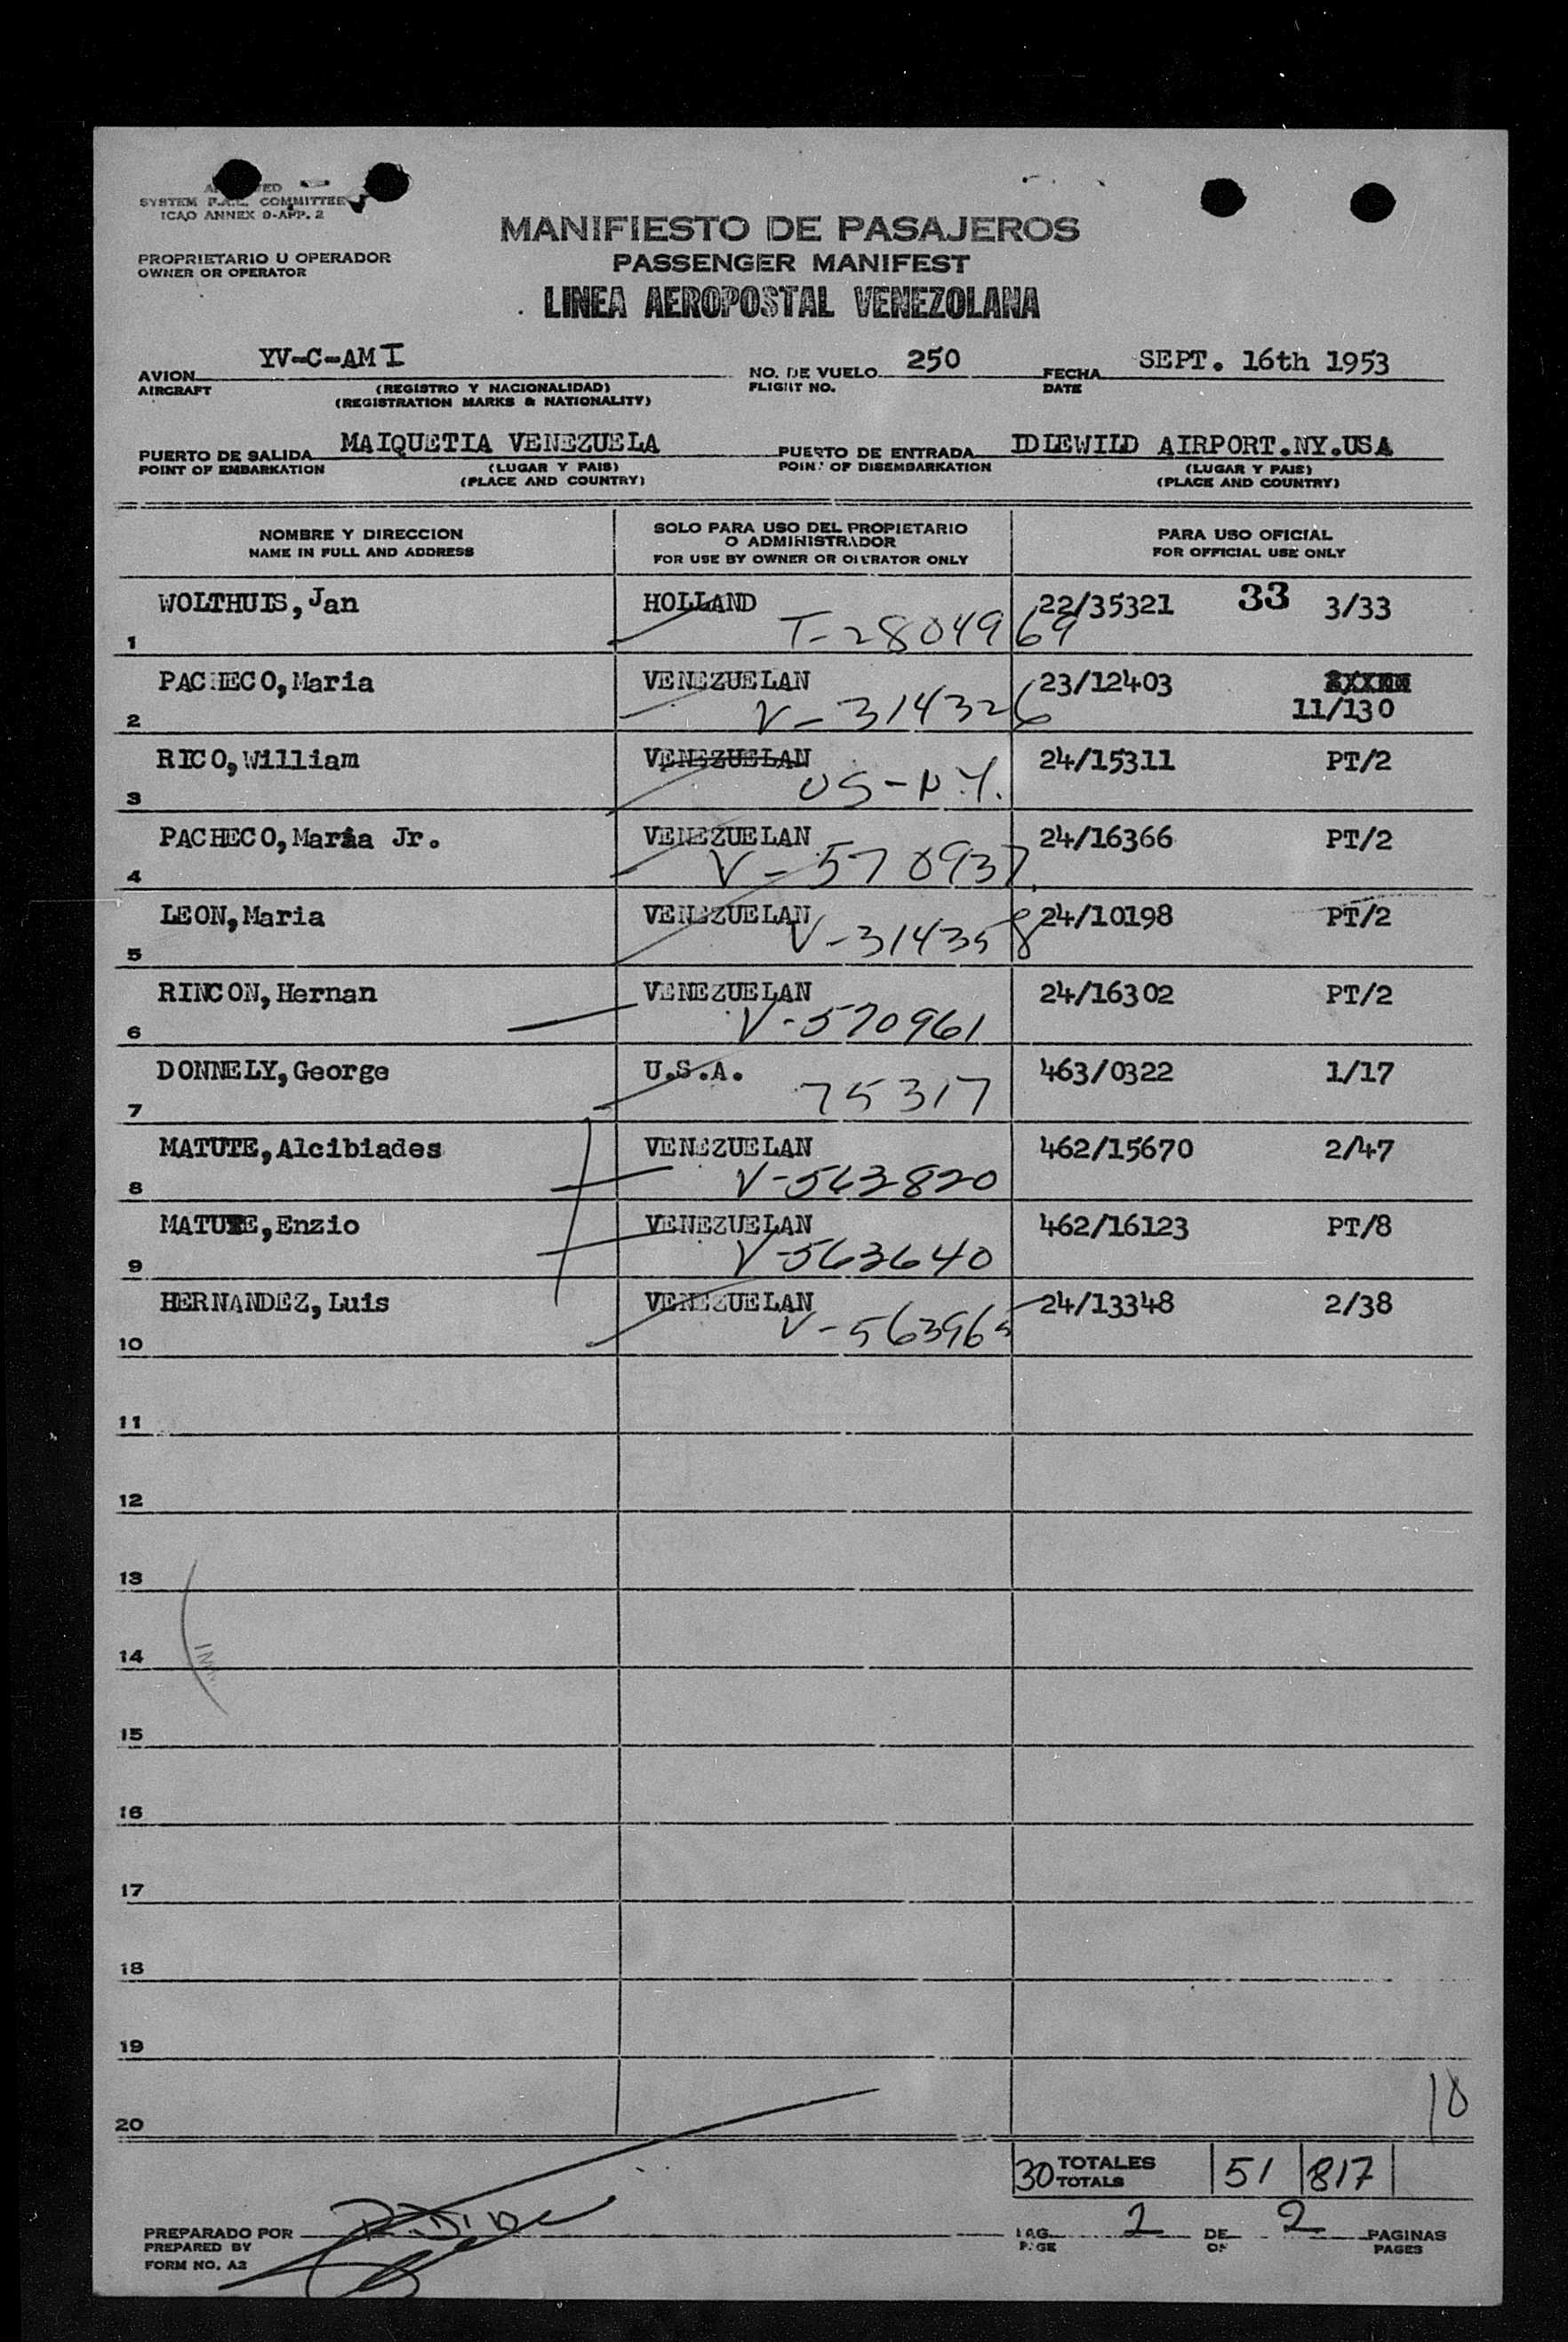 SYSTEM F.A.L. COMMITTEE
ICAO ANNEX 9-APP. 2
MANIFIESTO DE PASAJEROS
PROPRIETARIO U OPERADOR
OWNER OR OPERATOR
PASSENGER MANIFEST
LINEA AEROPOSTAL VENEZOLANA
AVION YV-C-AMI NO. DE VUELO 250 FECHA SEPT. 16th 1953
AIRCRAFT (REGISTRO Y NACIONALIDAD) FLIGHT NO. DATE
(REGISTRATION MARKS & NATIONALITY)
PUERTO DE SALIDA MAIQUETIA VENEZUELA PUERTO DE ENTRADA IDLEWILD AIRPORT.NY.USA
POINT OF EMBARKATION (LUGAR Y PAIS) POINT OF DISEMBARKATION (LUGAR Y PAIS)
(PLACE AND COUNTRY) (PLACE AND COUNTRY)
NOMBRE Y DIRECCION SOLO PARA USO DEL PROPIETARIO PARA USO OFICIAL
O ADMINISTRADOR
NAME IN FULL AND ADDRESS FOR USE BY OWNER OR OPERATOR ONLY FOR OFFICIAL USE ONLY
WOLTHUIS,Jan HOLLAND 22/35321 33 3/33
1 T-2804969
PACHECO,Maria VENEZUELAN 23/12403
2 V-314326 11/130
RICO,William VENEZUELAN 24/15311 PT/2
3 US-N.Y.
PACHECO,Maria Jr. VENEZUELAN 24/16366 PT/2
4 V-570937
LEON,Maria VENEZUELAN 24/10198 PT/2
5 V-314358
RINCON,Hernan VENEZUELAN 24/16302 PT/2
6 V-570961
DONNELY,George U.S.A. 463/0322 1/17
7 75317
MATUTE,Alcibiades VENEZUELAN 462/15670 2/47
8 V-563820
MATUTE,Enzio VENEZUELAN 462/16123 PT/8
9 V-563640
HERNANDEZ,Luis VENEZUELAN 24/13348 2/38
10 V-563965
11
12
13
14
15
16
17
18
19
20 10
30 TOTALES 51 817
TOTALS
PREPARADO POR PAG. 2 DE 2 PAGINAS
PREPARED BY PAGE OF PAGES
FORM NO. A2